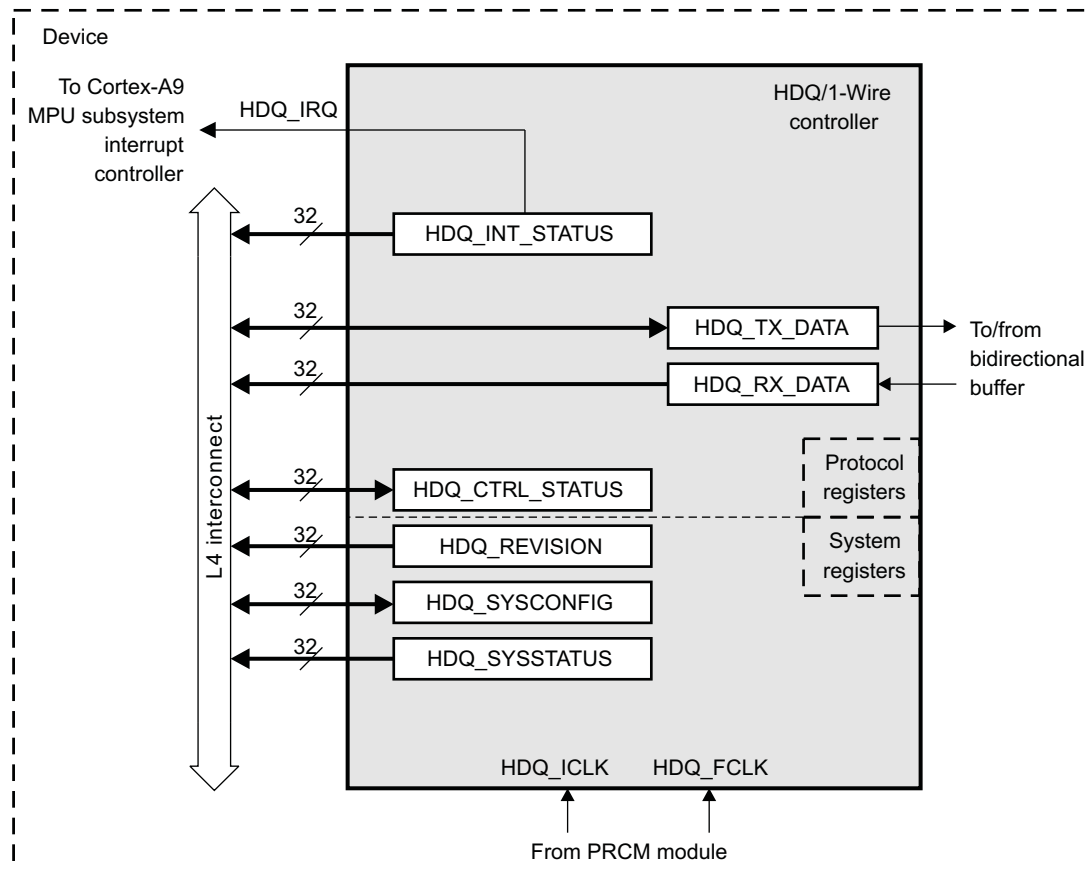 Device
To Cortex-A9
MPU subsystem
interrupt
controller
HDQ_IRQ
HDQ/1-Wire
controller
32
HDQ_INT_STATUS
32
HDQ_TX_DATA
To/from
bidirectional
buffer
32
HDQ_RX_DATA
L4 interconnect
Protocol
registers
32
HDQ_CTRL_STATUS
32
HDQ_REVISION
System
registers
32
HDQ_SYSCONFIG
32
HDQ_SYSSTATUS
HDQ_ICLK
HDQ_FCLK
From PRCM module